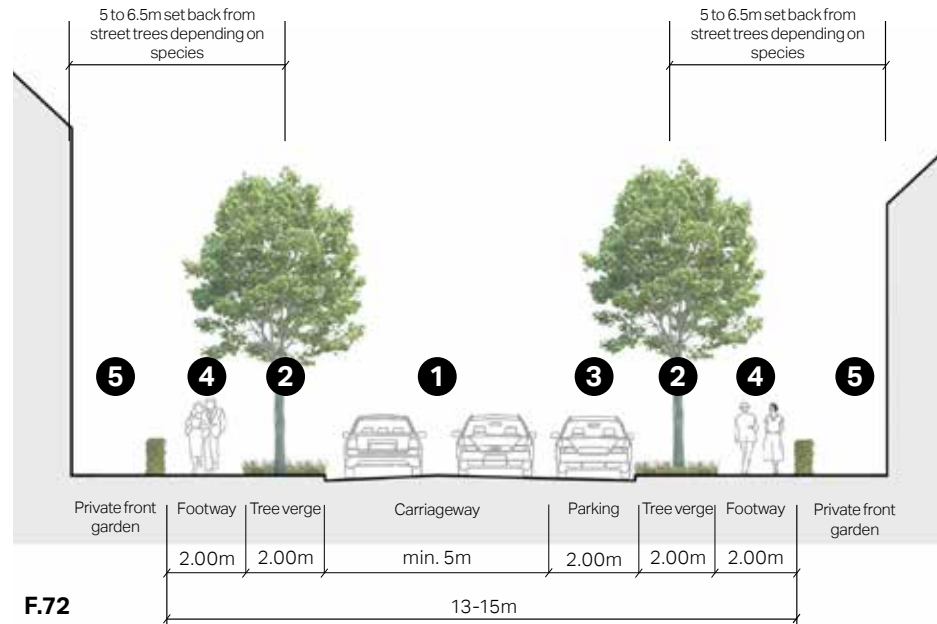 5 to 6.5m set back from
street trees depending on
species
5 to 6.5m set back from
street trees depending on
species
5
4
2
1
3
2
4
5
Private front
garden
Footway
Tree verge
Carriageway
Parking
Tree verge
Footway
Private front
garden
2.00m
2.00m
min. 5m
2.00m
2.00m
2.00m
F.72
13-15m